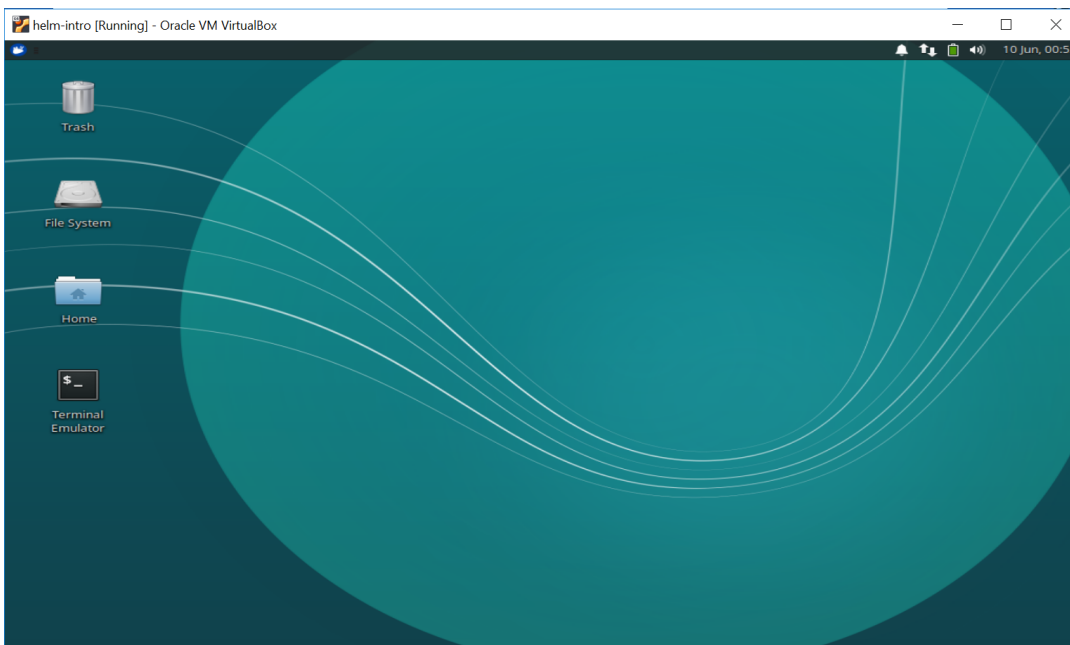 helm-intro [Running] - Oracle VM VirtualBox
10 Jun, 00:5
Trash
File System
Home
$_
Terminal
Emulator